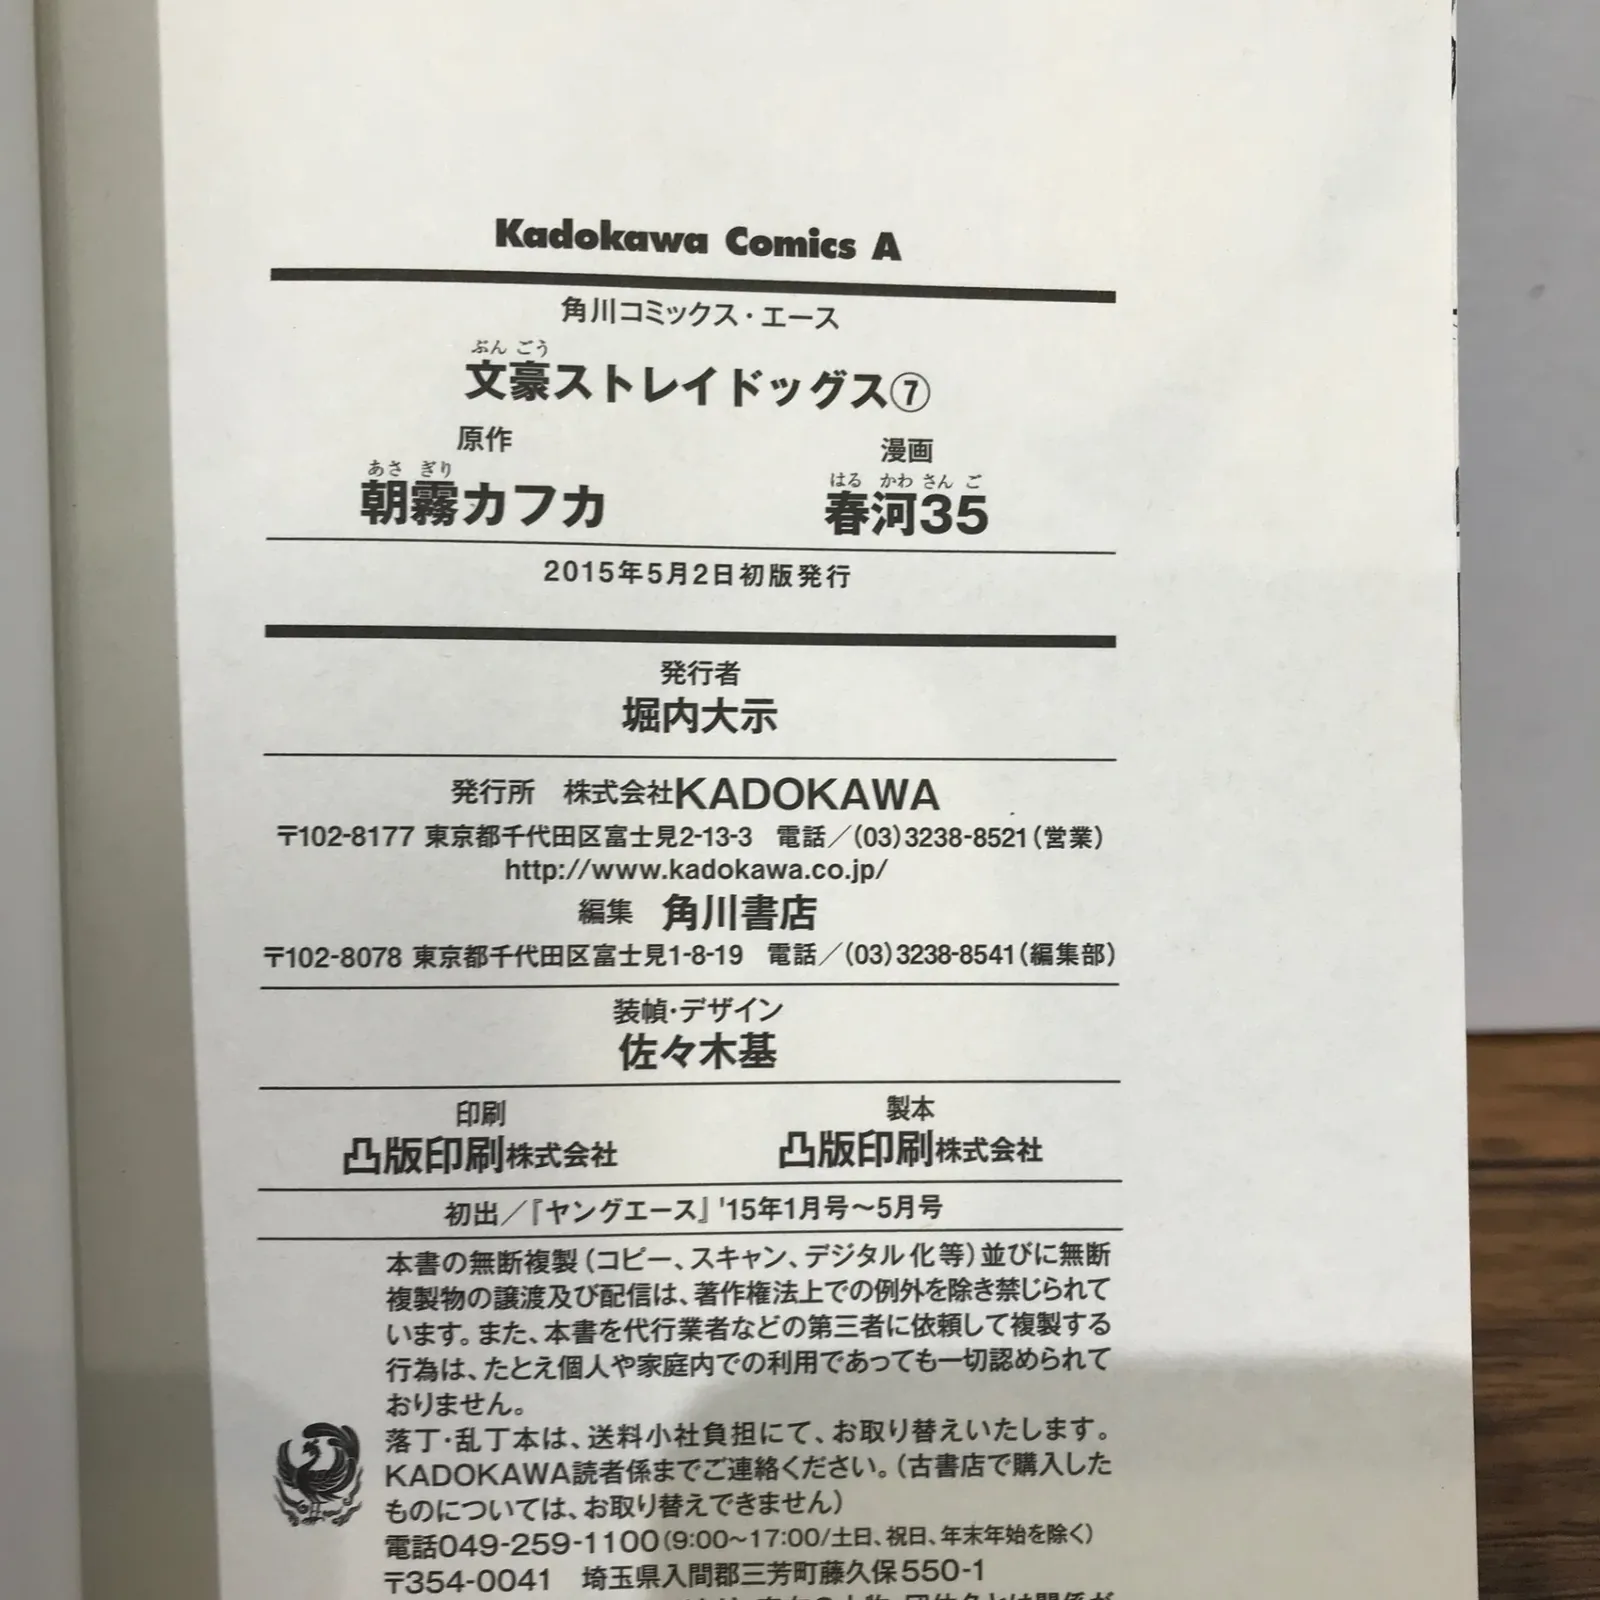 Kadokawa Comics A
角川コミックス・エース
ぶん ごう
文豪ストレイドッグス⑦
原作 漫画
あさ ぎり はる かわ さん ご
朝霧カフカ 春河35
2015年5月2日初版発行
発行者
堀内大示
発行所 株式会社KADOKAWA
〒102-8177 東京都千代田区富士見2-13-3 電話/(03)3238-8521(営業)
http://www.kadokawa.co.jp/
編集 角川書店
〒102-8078 東京都千代田区富士見1-8-19 電話/(03)3238-8541(編集部)
装幀・デザイン
佐々木基
印刷 製本
凸版印刷株式会社 凸版印刷株式会社
初出/『ヤングエース』'15年1月号～5月号
本書の無断複製(コピー、スキャン、デジタル化等)並びに無断
複製物の譲渡及び配信は、著作権法上での例外を除き禁じられて
います。また、本書を代行業者などの第三者に依頼して複製する
行為は、たとえ個人や家庭内での利用であっても一切認められて
おりません。
落丁・乱丁本は、送料小社負担にて、お取り替えいたします。
KADOKAWA読者係までご連絡ください。(古書店で購入した
ものについては、お取り替えできません)
電話049-259-1100(9:00～17:00/土日、祝日、年末年始を除く)
〒354-0041 埼玉県入間郡三芳町藤久保550-1